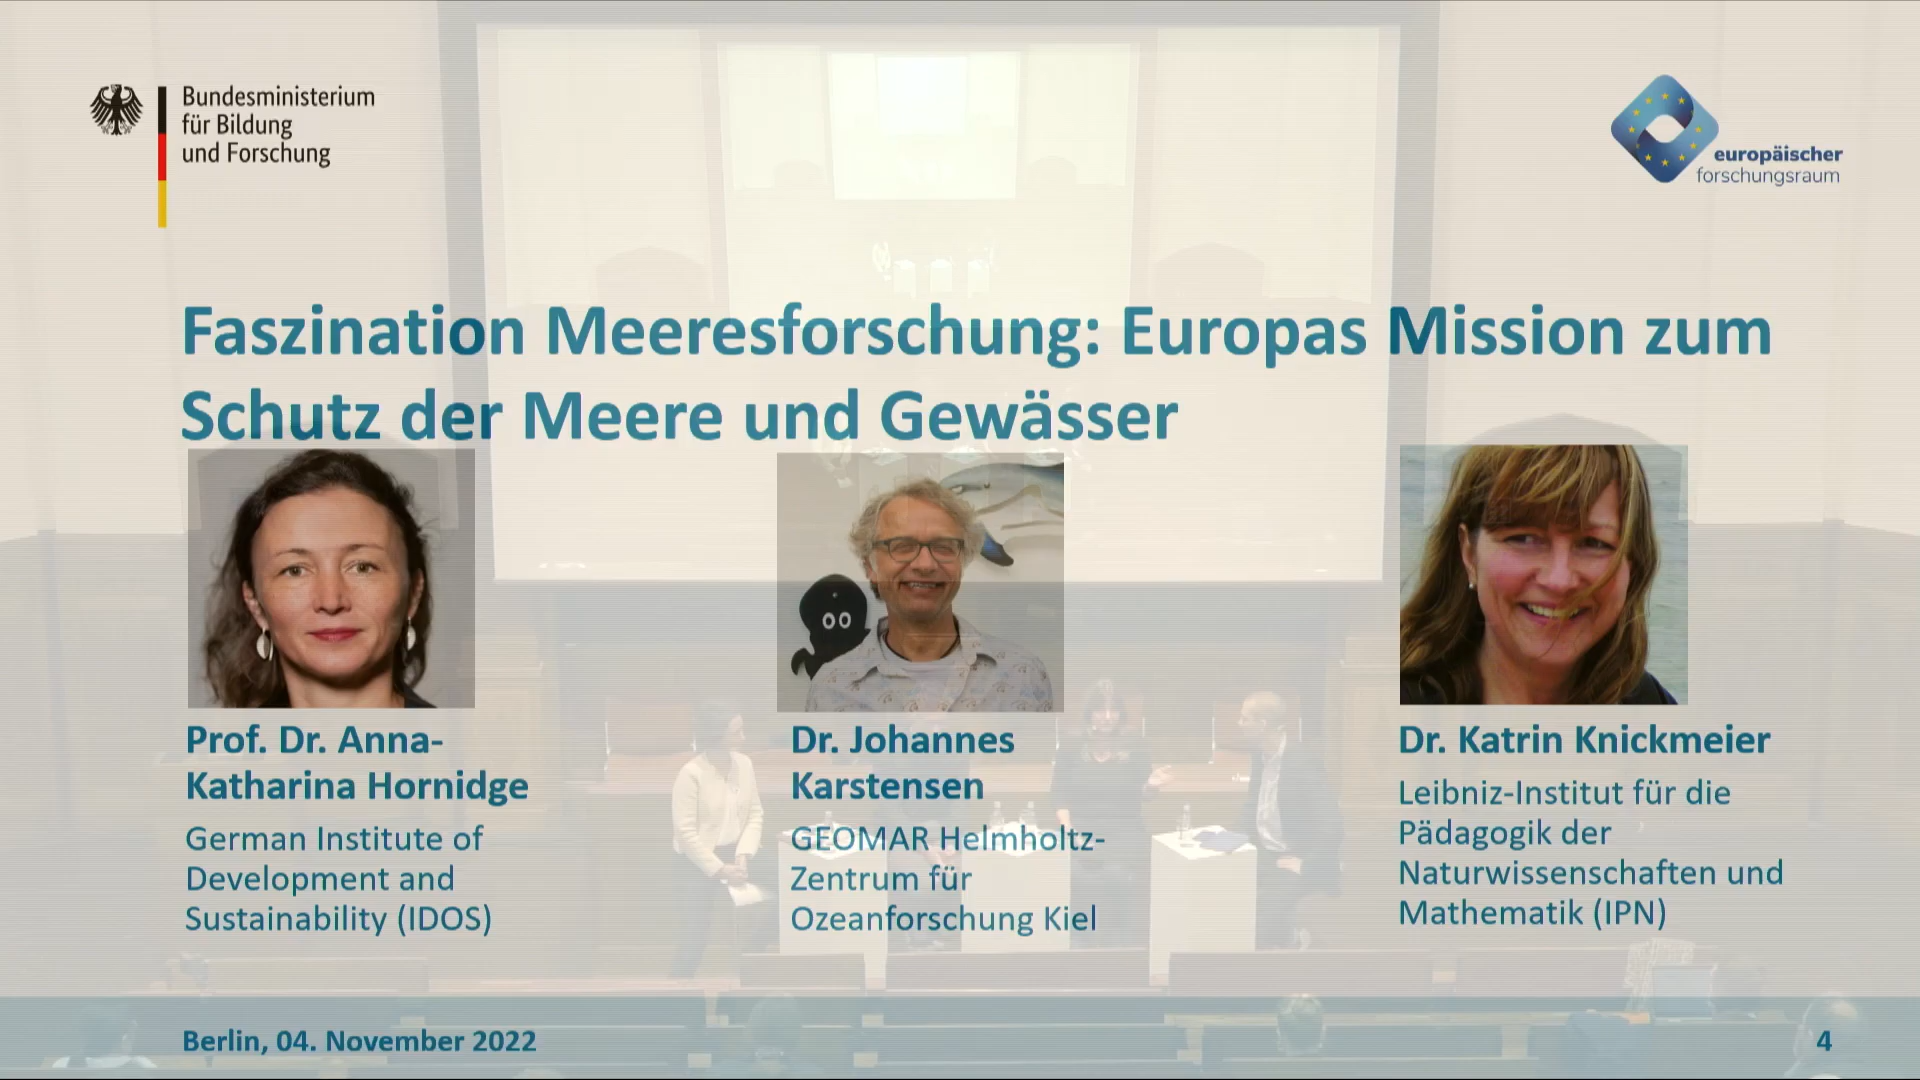 Bundesministerium
für Bildung
und Forschung
europäischer
forschungsraum
Faszination Meeresforschung: Europas Mission zum
Schutz der Meere und Gewässer
Prof. Dr. Anna-
Katharina Hornidge
German Institute of
Development and
Sustainability (IDOS)
Dr. Johannes
Karstensen
GEOMAR Helmholtz-
Zentrum für
Ozeanforschung Kiel
Dr. Katrin Knickmeier
Leibniz-Institut für die
Pädagogik der
Naturwissenschaften und
Mathematik (IPN)
Berlin, 04. November 2022
4